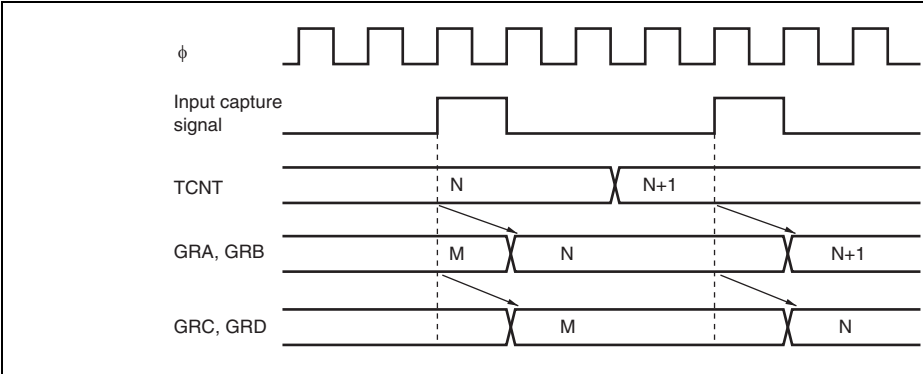 ϕ
Input capture
signal
TCNT N N+1
GRA, GRB M N N+1
GRC, GRD M N